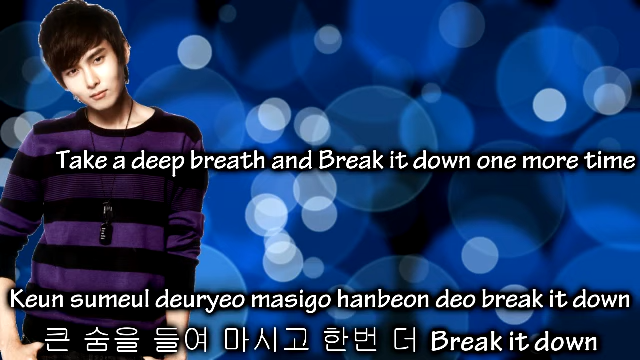 Take a deep breath and Break it down one more time
Keun sumeul deuryeo masigo hanbeon deo break it down
큰 숨을 들여 마시고 한번 더 Break it down